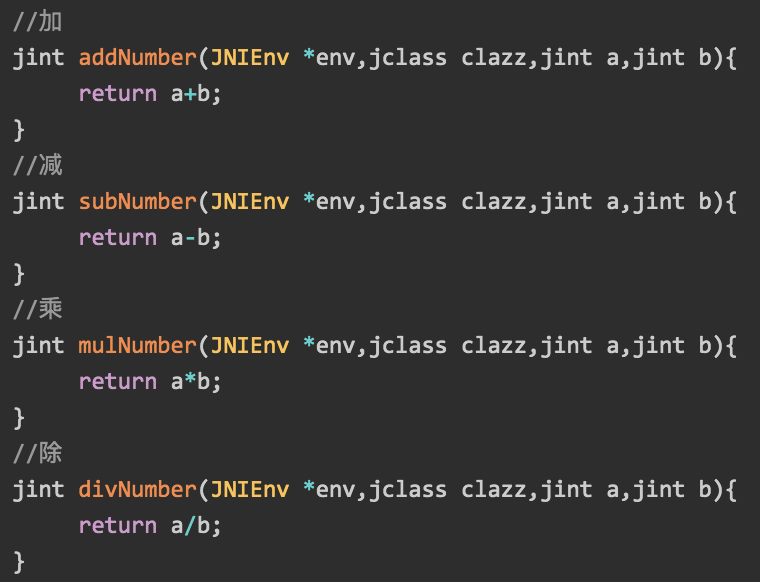 //加
jint addNumber(JNIEnv *env,jclass clazz,jint a,jint b){
     return a+b;
}
//减
jint subNumber(JNIEnv *env,jclass clazz,jint a,jint b){
     return a-b;
}
//乘
jint mulNumber(JNIEnv *env,jclass clazz,jint a,jint b){
     return a*b;
}
//除
jint divNumber(JNIEnv *env,jclass clazz,jint a,jint b){
     return a/b;
}